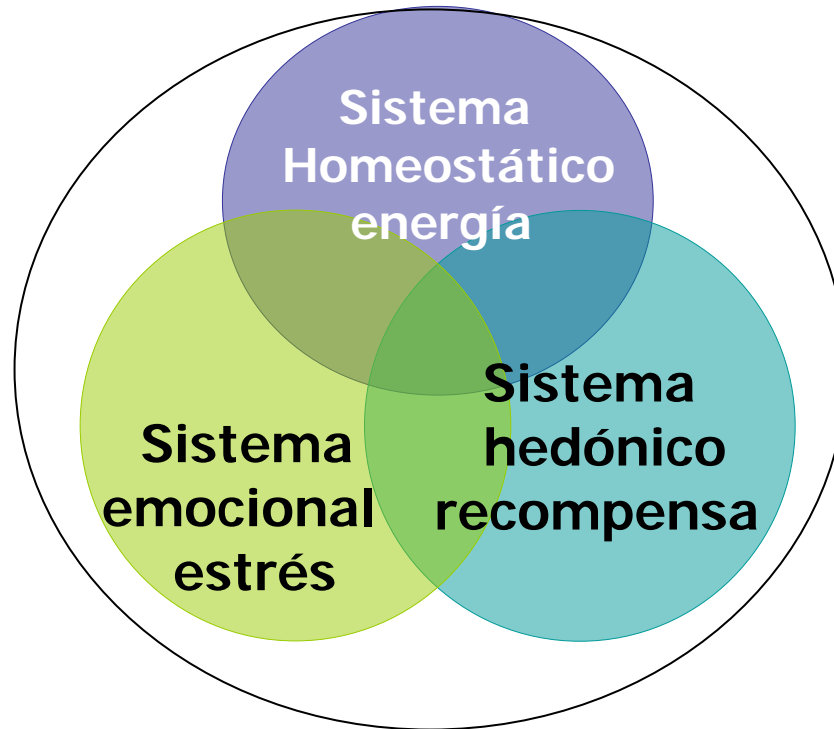 Sistema
Homeostático
energía
Sistema
hedónico
recompensa
Sistema
emocional
estrés